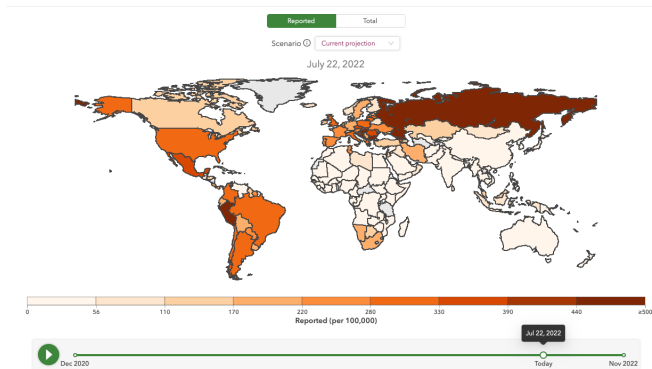 Reported Total
Scenario Current projection
July 22, 2022
0 56 110 170 220 280 330 390 440 ≥500
Reported (per 100,000)
Jul 22, 2022
Dec 2020 Today Nov 2022